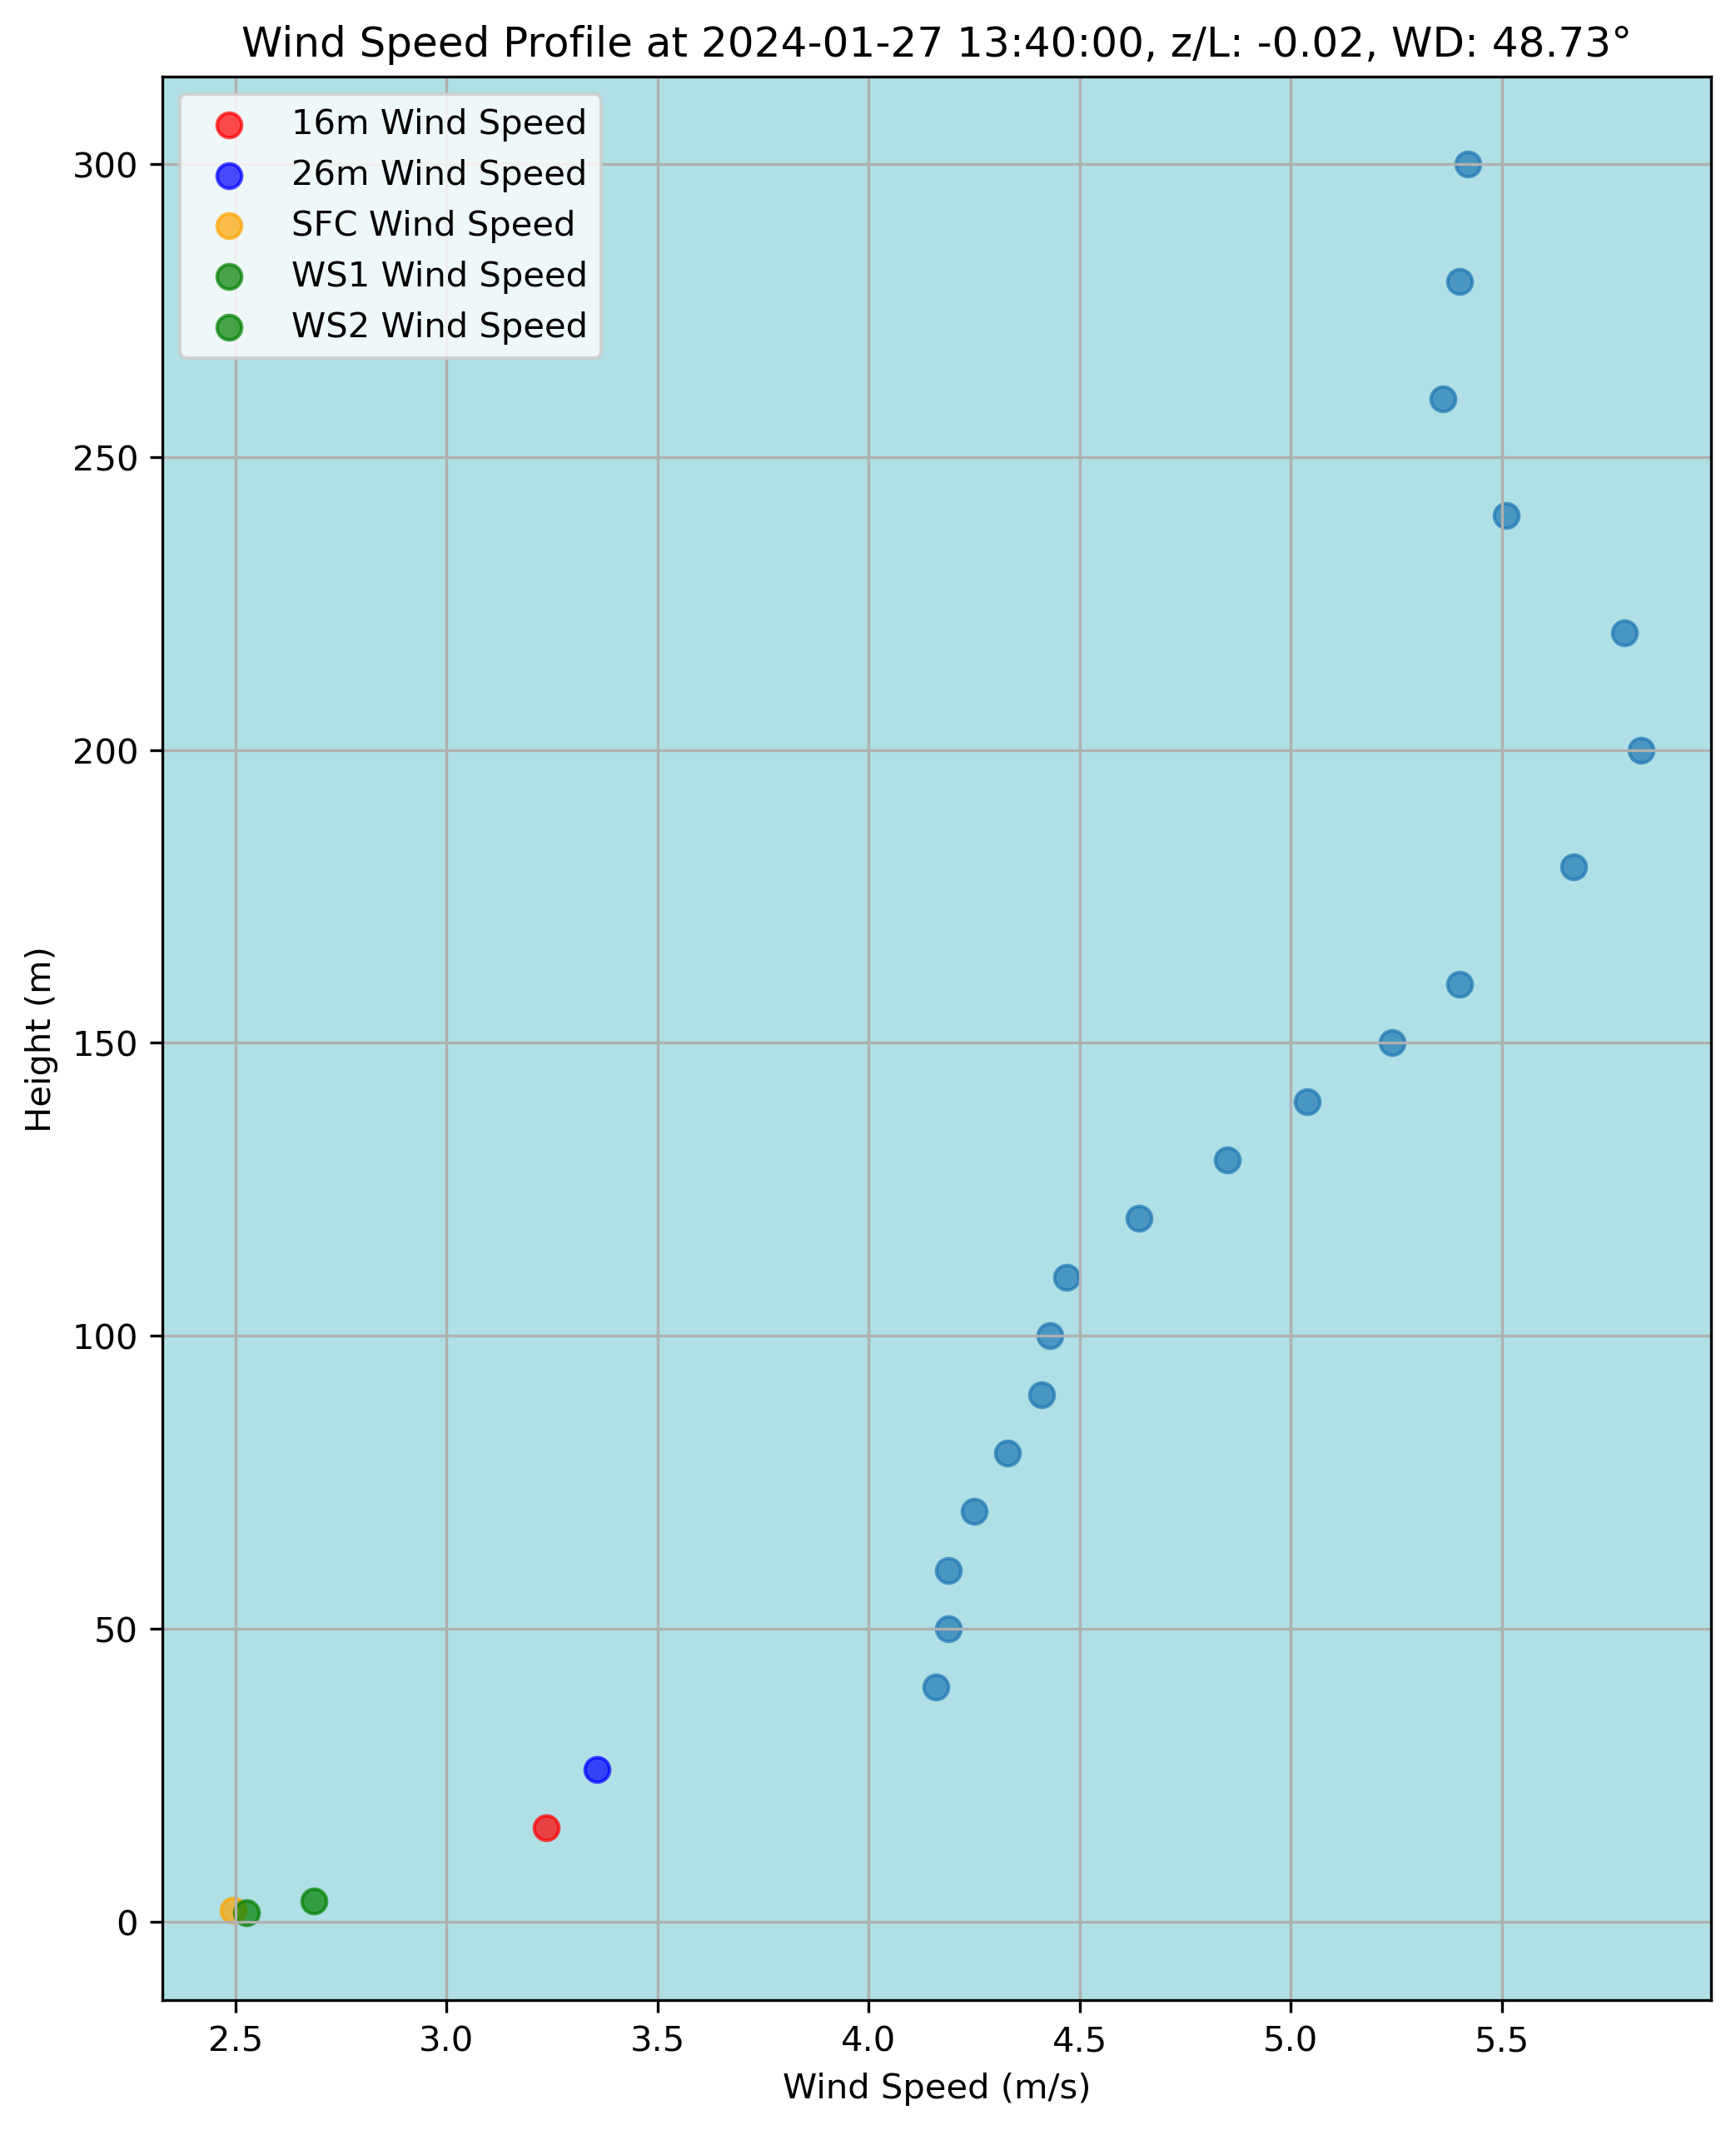 Wind Speed Profile at 2024-01-27 13:40:00, z/L: -0.02, WD: 48.73°
16m Wind Speed
26m Wind Speed
SFC Wind Speed
WS1 Wind Speed
WS2 Wind Speed
300
250
200
150
100
50
0
Height (m)
2.5 3.0 3.5 4.0 4.5 5.0 5.5
Wind Speed (m/s)